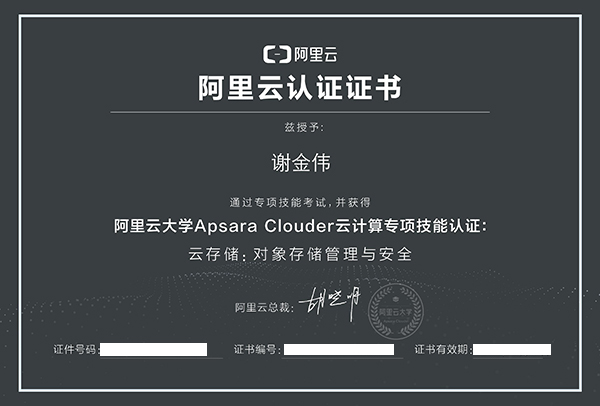 阿里云
阿里云认证证书
兹授予:
谢金伟
通过专项技能考试,并获得
阿里云大学Apsara Clouder云计算专项技能认证:
云存储:对象存储管理与安全
阿里云总裁: 胡晓明
阿里云大学
证件号码: 证书编号: 证书有效期: